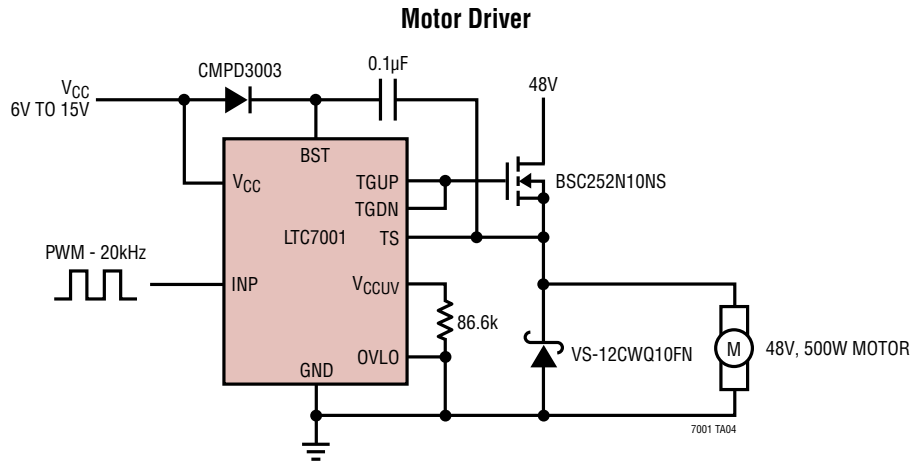 Motor Driver
CMPD3003
0.1µF
VCC
6V TO 15V
48V
BST
VCC
TGUP
TGDN
BSC252N10NS
LTC7001
TS
PWM - 20kHz
INP
VCCUV
86.6k
OVLO
GND
VS-12CWQ10FN
M
48V, 500W MOTOR
7001 TA04